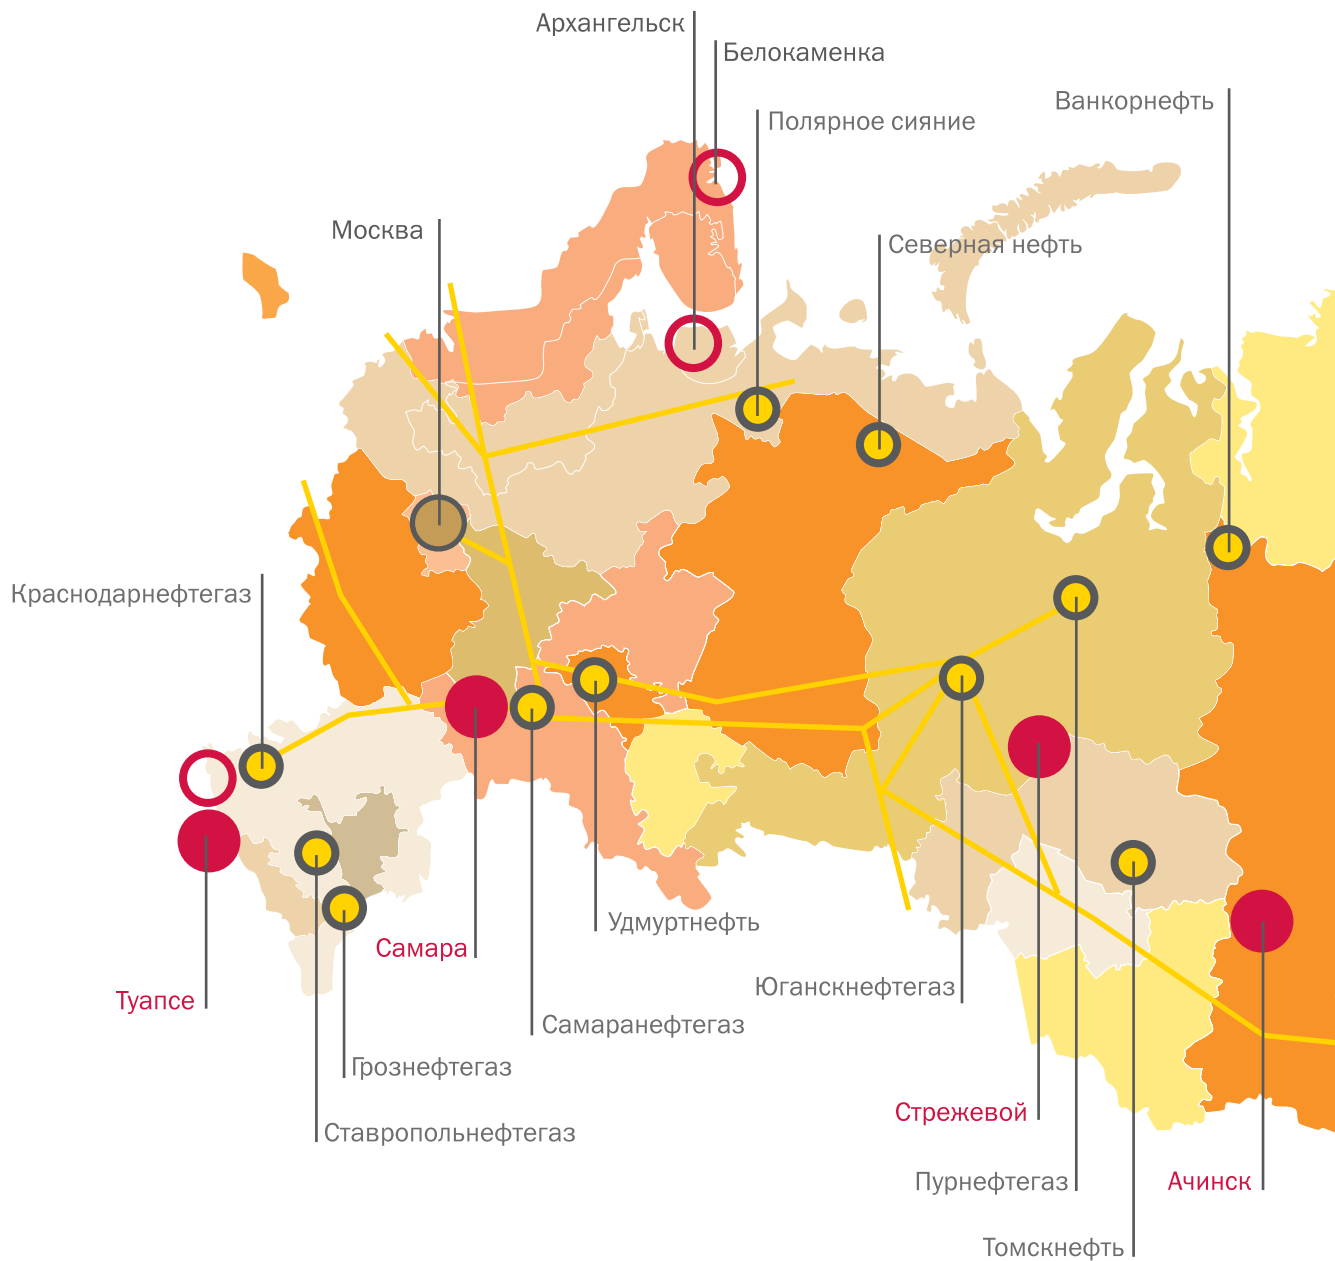 Архангельск
Белокаменка
Ванкорнефть
Полярное сияние
Москва
Северная нефть
Краснодарнефтегаз
Удмуртнефть
Самара
Юганскнефтегаз
Туапсе
Самаранефтегаз
Грознефтегаз
Стрежевой
Ставропольнефтегаз
Пурнефтегаз
Ачинск
Томскнефть